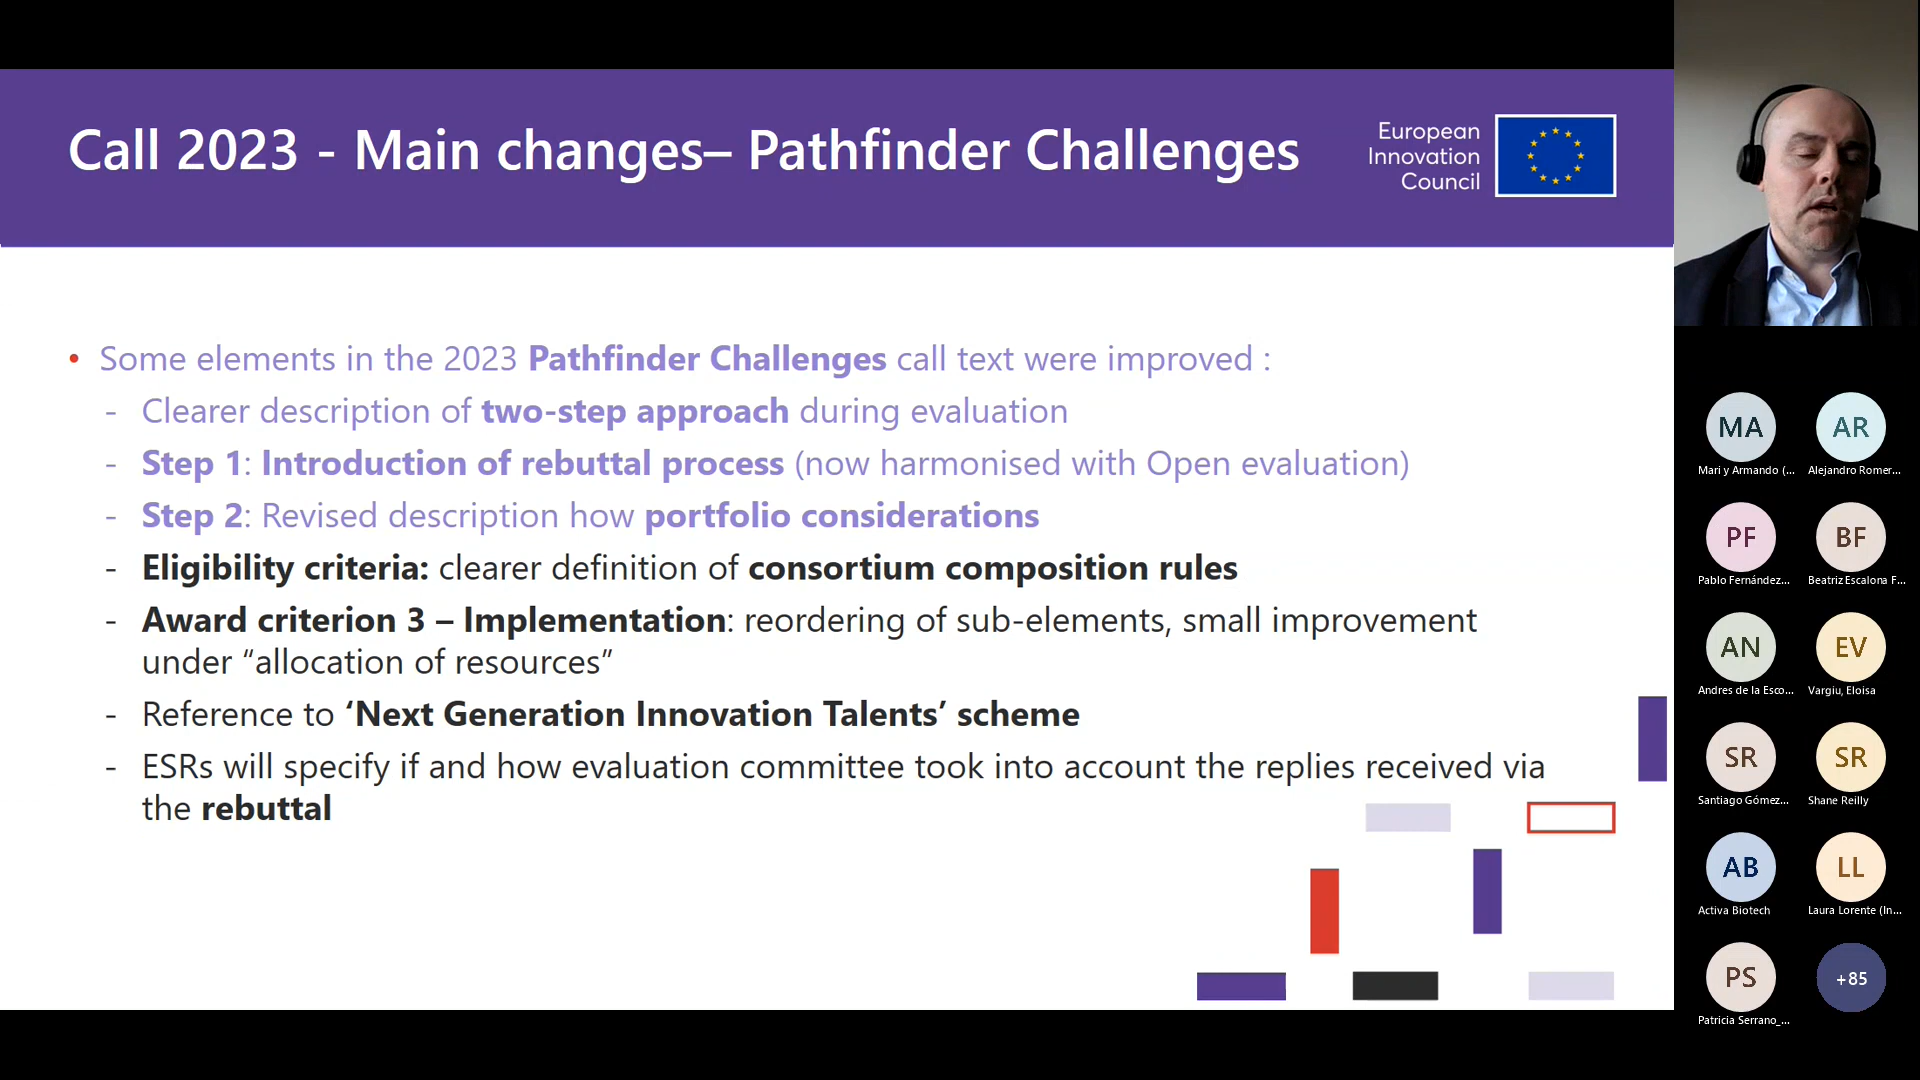 Call 2023 - Main changes– Pathfinder Challenges
European
Innovation
Council
• Some elements in the 2023 Pathfinder Challenges call text were improved :
- Clearer description of two-step approach during evaluation
- Step 1: Introduction of rebuttal process (now harmonised with Open evaluation)
- Step 2: Revised description how portfolio considerations
- Eligibility criteria: clearer definition of consortium composition rules
- Award criterion 3 – Implementation: reordering of sub-elements, small improvement
under “allocation of resources”
- Reference to ‘Next Generation Innovation Talents’ scheme
- ESRs will specify if and how evaluation committee took into account the replies received via
the rebuttal
MA
AR
Mari y Armando (...
Alejandro Romer...
PF
BF
Pablo Fernández...
Beatriz Escalona F...
AN
EV
Andres de la Esco...
Vargiu, Eloisa
SR
SR
Santiago Gómez...
Shane Reilly
AB
LL
Activa Biotech
Laura Lorente (In...
PS
+85
Patricia Serrano_...